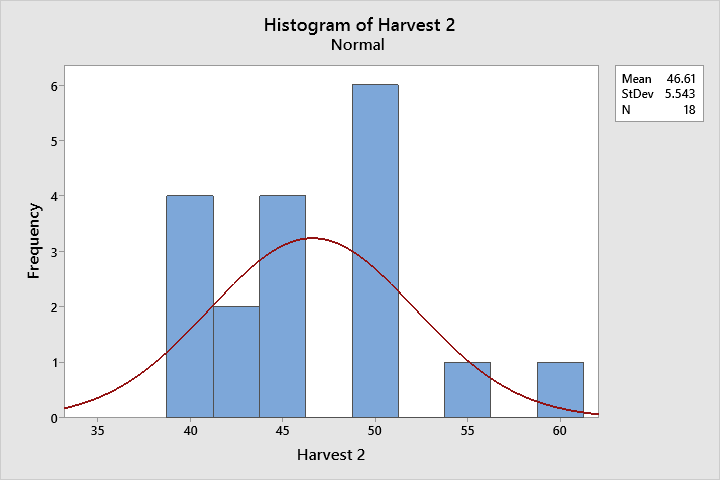 Histogram of Harvest 2
Normal
Mean 46.61
StDev 5.543
N 18
Frequency
6
5
4
3
2
1
0
35 40 45 50 55 60
Harvest 2